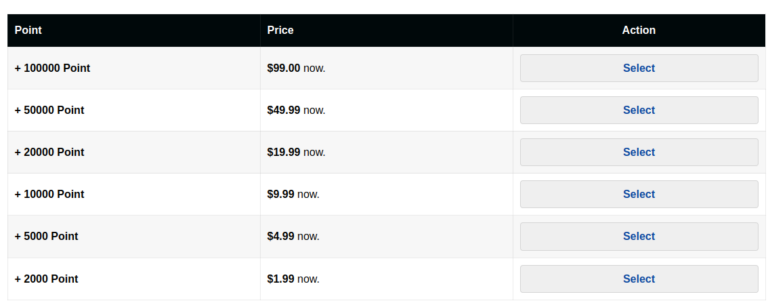 Point Price Action
+ 100000 Point $99.00 now. Select
+ 50000 Point $49.99 now. Select
+ 20000 Point $19.99 now. Select
+ 10000 Point $9.99 now. Select
+ 5000 Point $4.99 now. Select
+ 2000 Point $1.99 now. Select